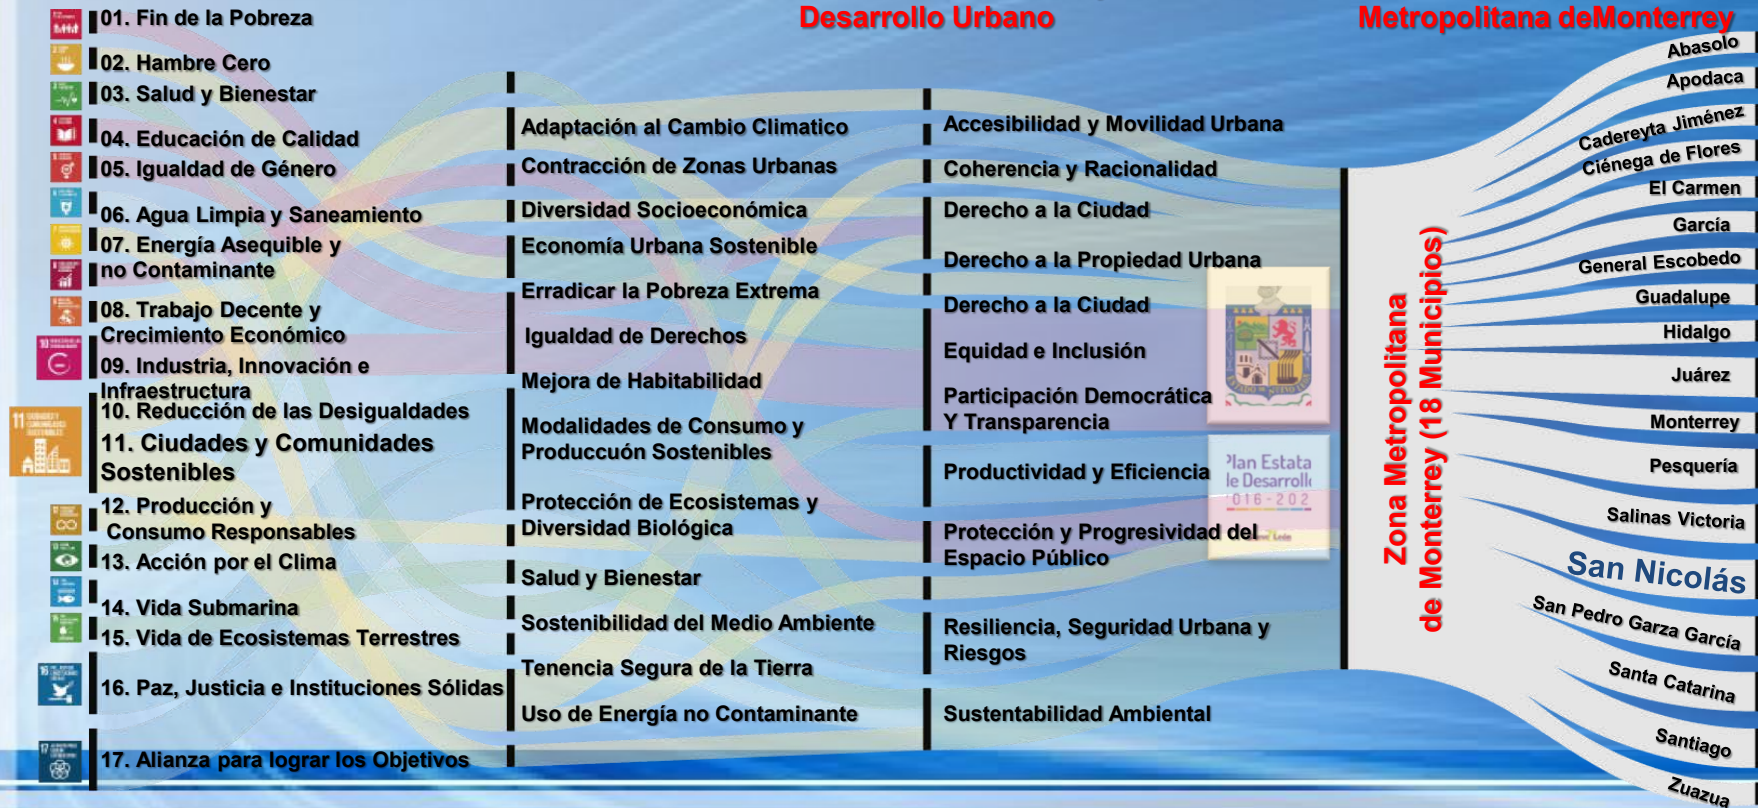 Desarrollo Urbano
Metropolitana deMonterrey
01. Fin de la Pobreza
02. Hambre Cero
03. Salud y Bienestar
04. Educación de Calidad
05. Igualdad de Género
06. Agua Limpia y Saneamiento
07. Energía Asequible y
no Contaminante
08. Trabajo Decente y
Crecimiento Económico
09. Industria, Innovación e
Infraestructura
10. Reducción de las Desigualdades
11. Ciudades y Comunidades
Sostenibles
12. Producción y
Consumo Responsables
13. Acción por el Clima
14. Vida Submarina
15. Vida de Ecosistemas Terrestres
16. Paz, Justicia e Instituciones Sólidas
17. Alianza para lograr los Objetivos
Adaptación al Cambio Climatico
Contracción de Zonas Urbanas
Diversidad Socioeconómica
Economía Urbana Sostenible
Erradicar la Pobreza Extrema
Igualdad de Derechos
Mejora de Habitabilidad
Modalidades de Consumo y
Produccuón Sostenibles
Protección de Ecosistemas y
Diversidad Biológica
Salud y Bienestar
Sostenibilidad del Medio Ambiente
Tenencia Segura de la Tierra
Uso de Energía no Contaminante
Accesibilidad y Movilidad Urbana
Coherencia y Racionalidad
Derecho a la Ciudad
Derecho a la Propiedad Urbana
Derecho a la Ciudad
Equidad e Inclusión
Participación Democrática
Y Transparencia
Productividad y Eficiencia
Protección y Progresividad del
Espacio Público
Resiliencia, Seguridad Urbana y
Riesgos
Sustentabilidad Ambiental
Plan Estata
le Desarroll
016-202
Zona Metropolitana
de Monterrey (18 Municipios)
Abasolo
Apodaca
Cadereyta Jiménez
Ciénega de Flores
El Carmen
García
General Escobedo
Guadalupe
Hidalgo
Juárez
Monterrey
Pesquería
Salinas Victoria
San Nicolás
San Pedro Garza García
Santa Catarina
Santiago
Zuazua